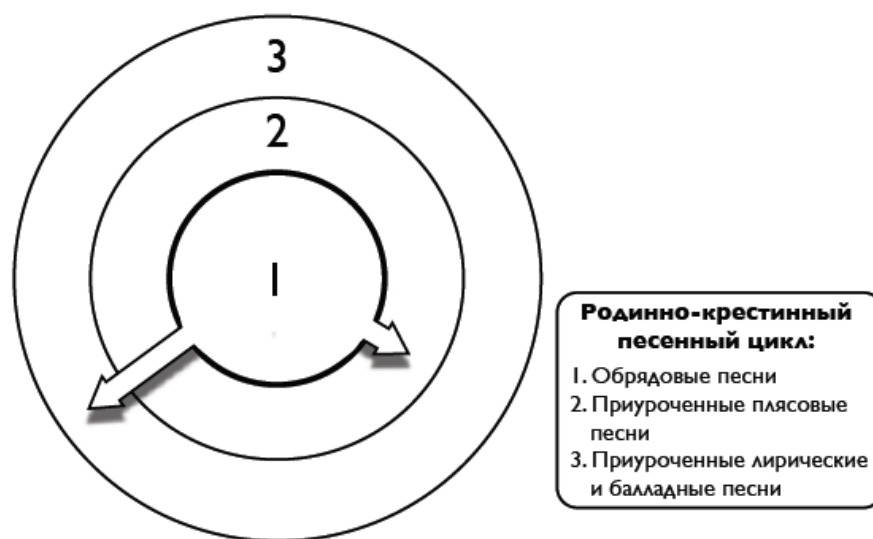 3
2
1
Родинно-крестинный
песенный цикл:
1. Обрядовые песни
2. Приуроченные плясовые
песни
3. Приуроченные лирические
и балладные песни